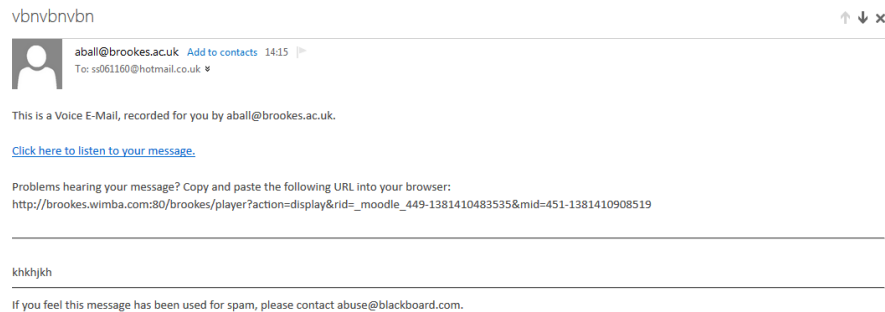 vbnvbnvbn
aball@brookes.ac.uk Add to contacts 14:15
To: ss061160@hotmail.co.uk
This is a Voice E-Mail, recorded for you by aball@brookes.ac.uk.
Click here to listen to your message.
Problems hearing your message? Copy and paste the following URL into your browser:
http://brookes.wimba.com:80/brookes/player?action=display&rid=_moodle_449-1381410483535&mid=451-1381410908519
khkhjkh
If you feel this message has been used for spam, please contact abuse@blackboard.com.